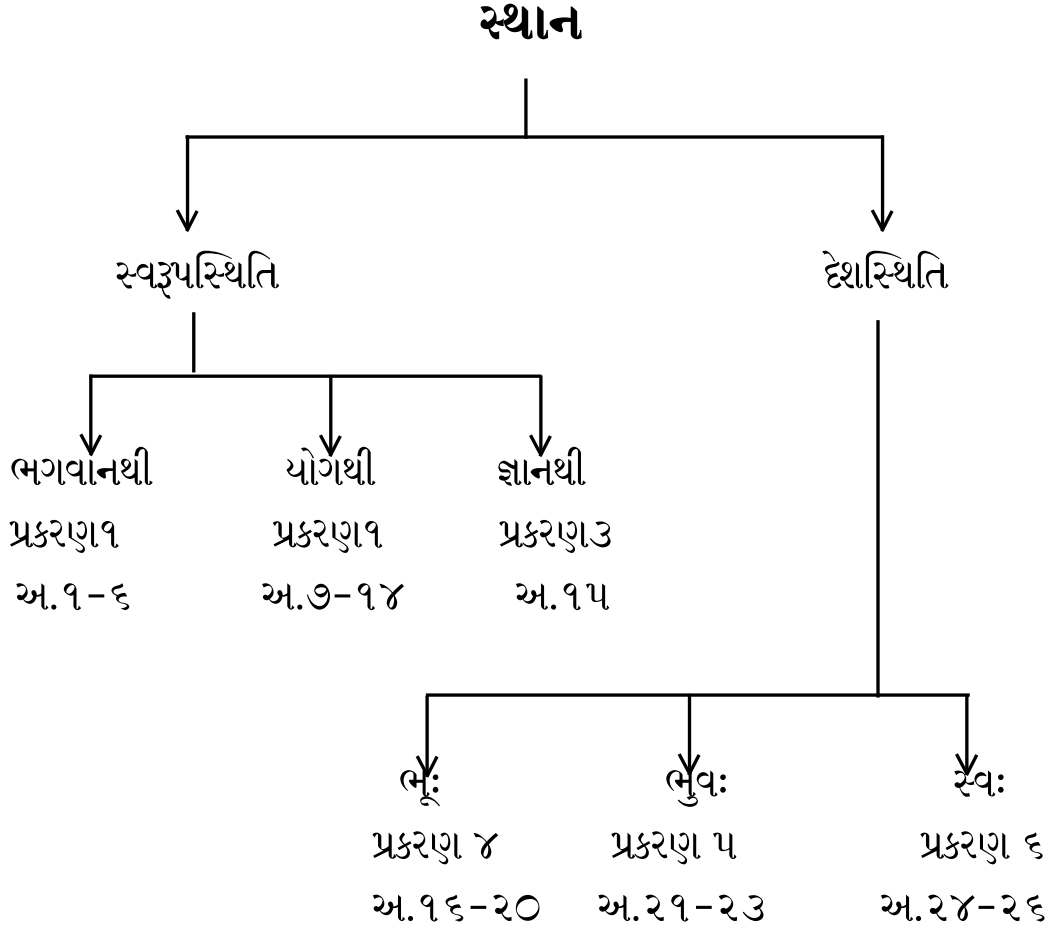 સ્થાન
સ્વરૂપસ્થિતિ દેશસ્થિતિ
ભગવાનથી યોગથી જ્ઞાનથી
પ્રકરણ૧ પ્રકરણ૧ પ્રકરણ૩
અ.૧-૬ અ.૭-૧૪ અ.૧૫
ભૂઃ ભુવઃ સ્વઃ
પ્રકરણ ૪ પ્રકરણ ૫ પ્રકરણ ૬
અ.૧૬-૨૦ અ.૨૧-૨૩ અ.૨૪-૨૬